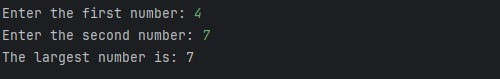 Enter the first number: 4
Enter the second number: 7
The largest number is: 7